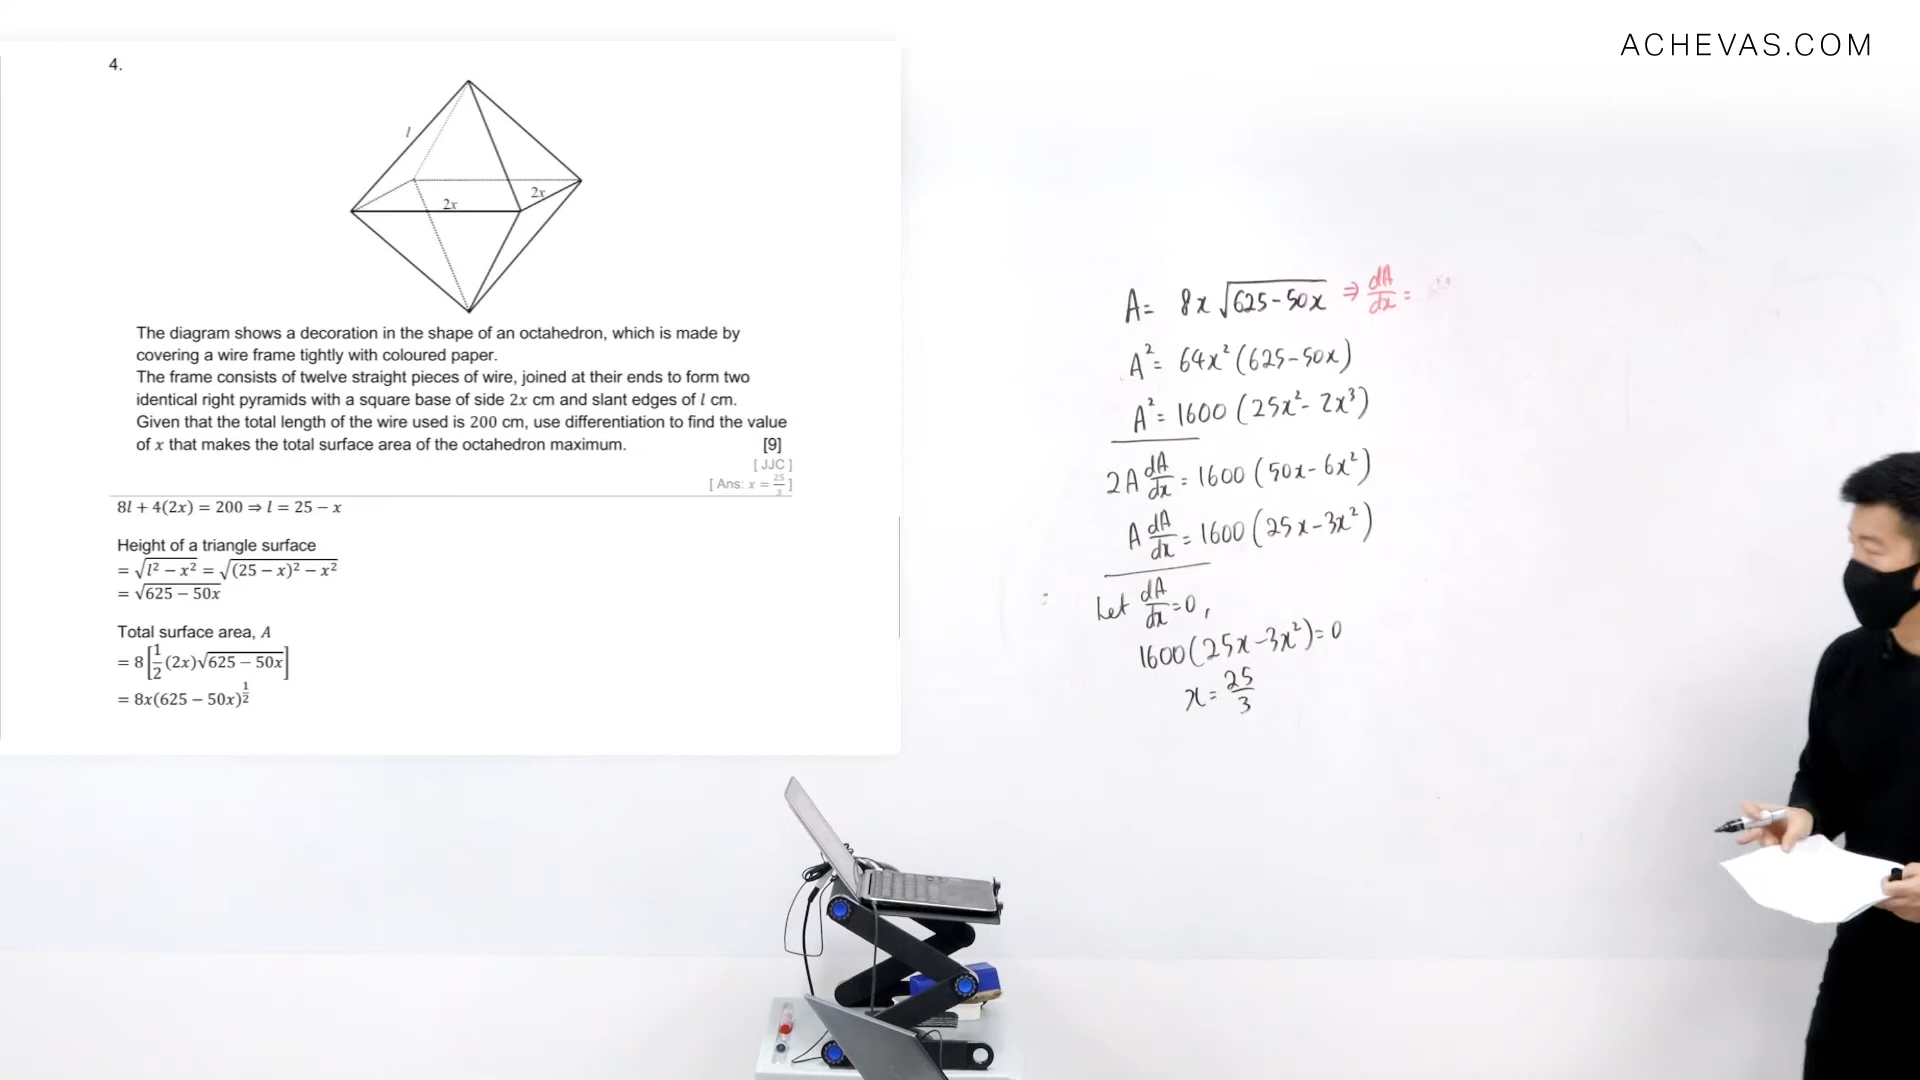 ACHEVAS.COM
4.
l
2x
2x
The diagram shows a decoration in the shape of an octahedron, which is made by
covering a wire frame tightly with coloured paper.
The frame consists of twelve straight pieces of wire, joined at their ends to form two
identical right pyramids with a square base of side 2x cm and slant edges of l cm.
Given that the total length of the wire used is 200 cm, use differentiation to find the value
of x that makes the total surface area of the octahedron maximum. [9]
[ JJC ]
[ Ans: x = 25/3 ]
8l + 4(2x) = 200 ⇒ l = 25 − x
Height of a triangle surface
= √(l² − x²) = √((25 − x)² − x²)
= √(625 − 50x)
Total surface area, A
= 8[1/2 (2x)√(625 − 50x)]
= 8x(625 − 50x)^(1/2)
A = 8x √(625 − 50x) ⇒ dA/dx =
A² = 64x² (625 − 50x)
A² = 1600 (25x² − 2x³)
2A dA/dx = 1600 (50x − 6x²)
A dA/dx = 1600 (25x − 3x²)
Let dA/dx = 0,
1600 (25x − 3x²) = 0
x = 25/3